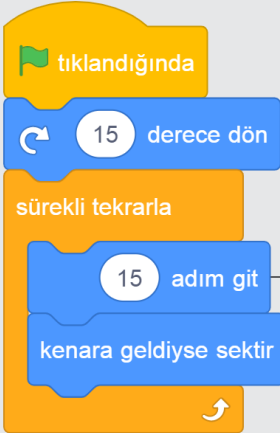 tıklandığında
15 derece dön
sürekli tekrarla
15 adım git
kenara geldiyse sektir